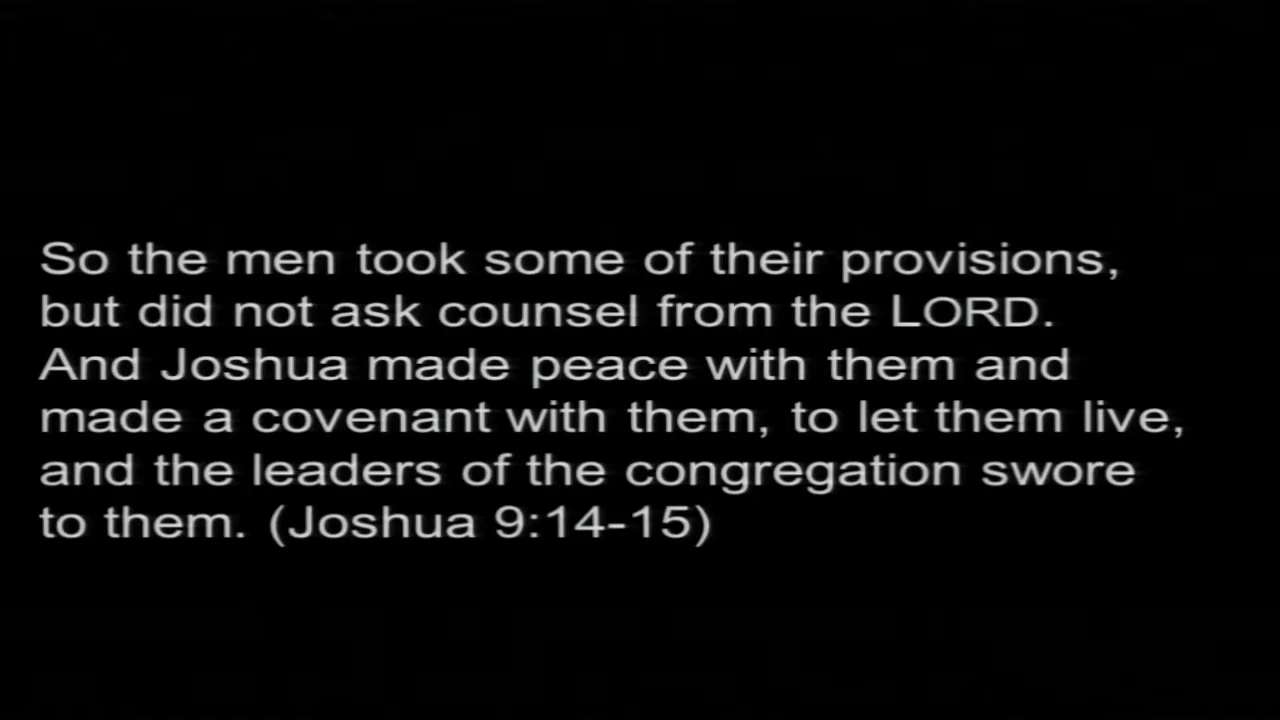 So the men took some of their provisions,
but did not ask counsel from the LORD.
And Joshua made peace with them and
made a covenant with them, to let them live,
and the leaders of the congregation swore
to them. (Joshua 9:14-15)